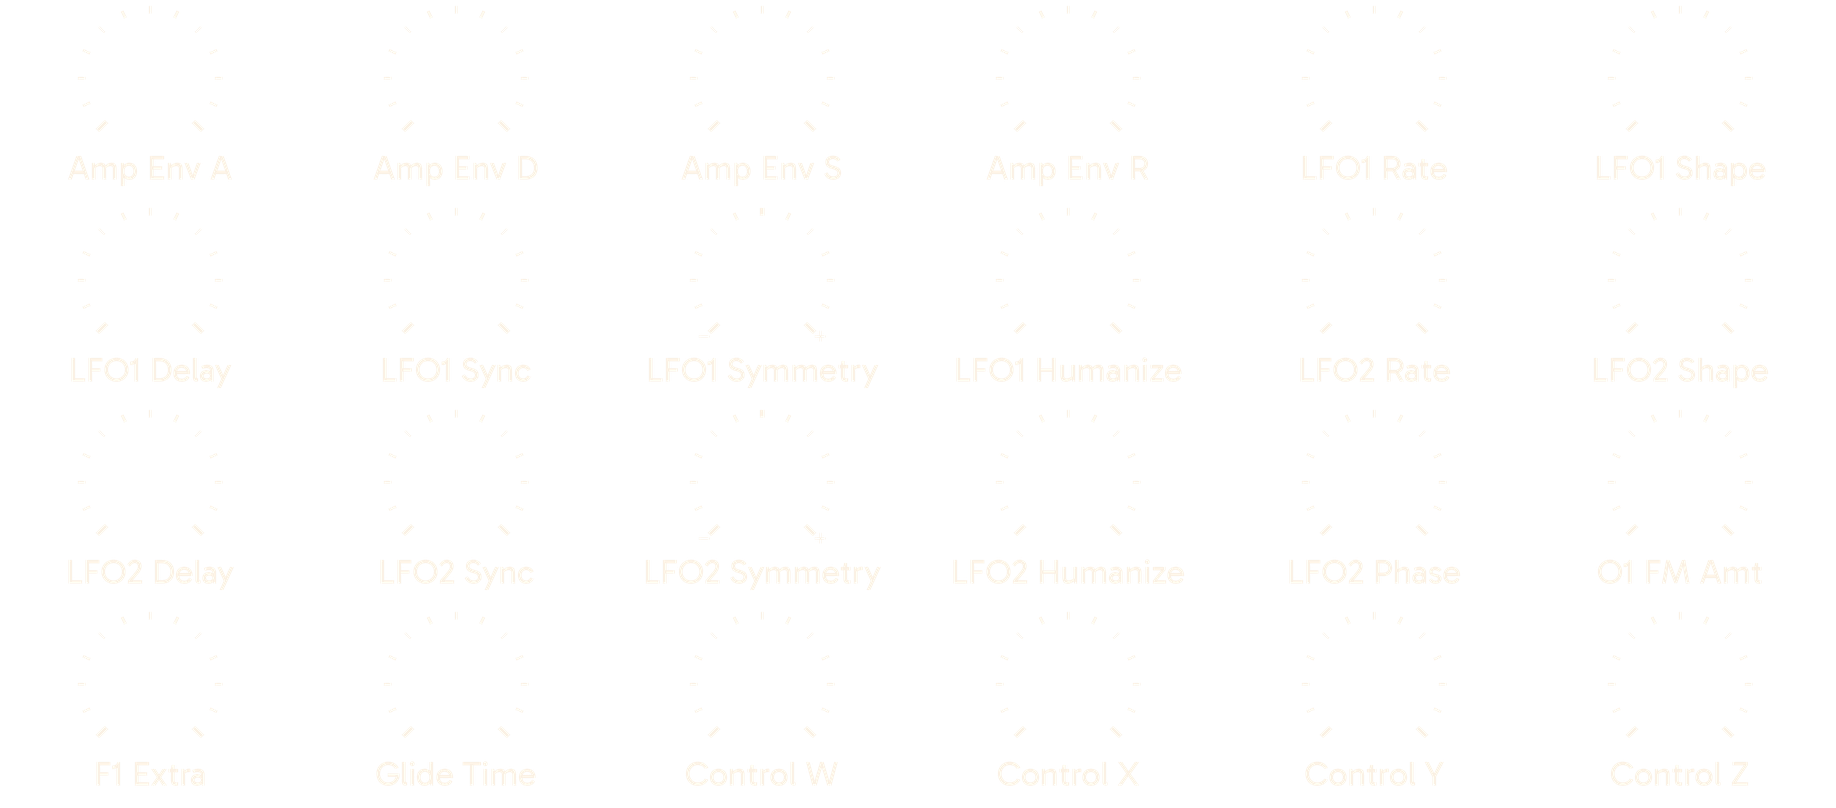 Amp Env A Amp Env D Amp Env S Amp Env R LFO1 Rate LFO1 Shape
LFO1 Delay LFO1 Sync LFO1 Symmetry LFO1 Humanize LFO2 Rate LFO2 Shape
LFO2 Delay LFO2 Sync LFO2 Symmetry LFO2 Humanize LFO2 Phase O1 FM Amt
F1 Extra Glide Time Control W Control X Control Y Control Z